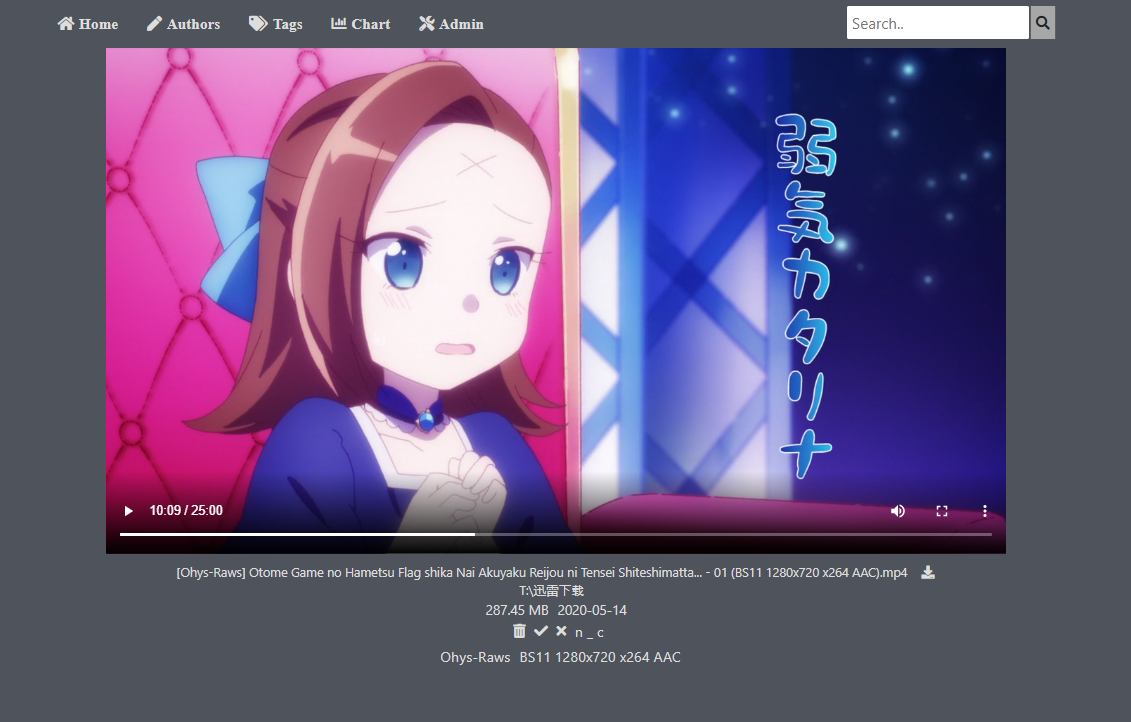 Home Authors Tags Chart Admin Search..
弱気カタリナ
10:09 / 25:00
[Ohys-Raws] Otome Game no Hametsu Flag shika Nai Akuyaku Reijou ni Tensei Shiteshimatta... - 01 (BS11 1280x720 x264 AAC).mp4
T:\迅雷下载
287.45 MB 2020-05-14
n _ c
Ohys-Raws BS11 1280x720 x264 AAC